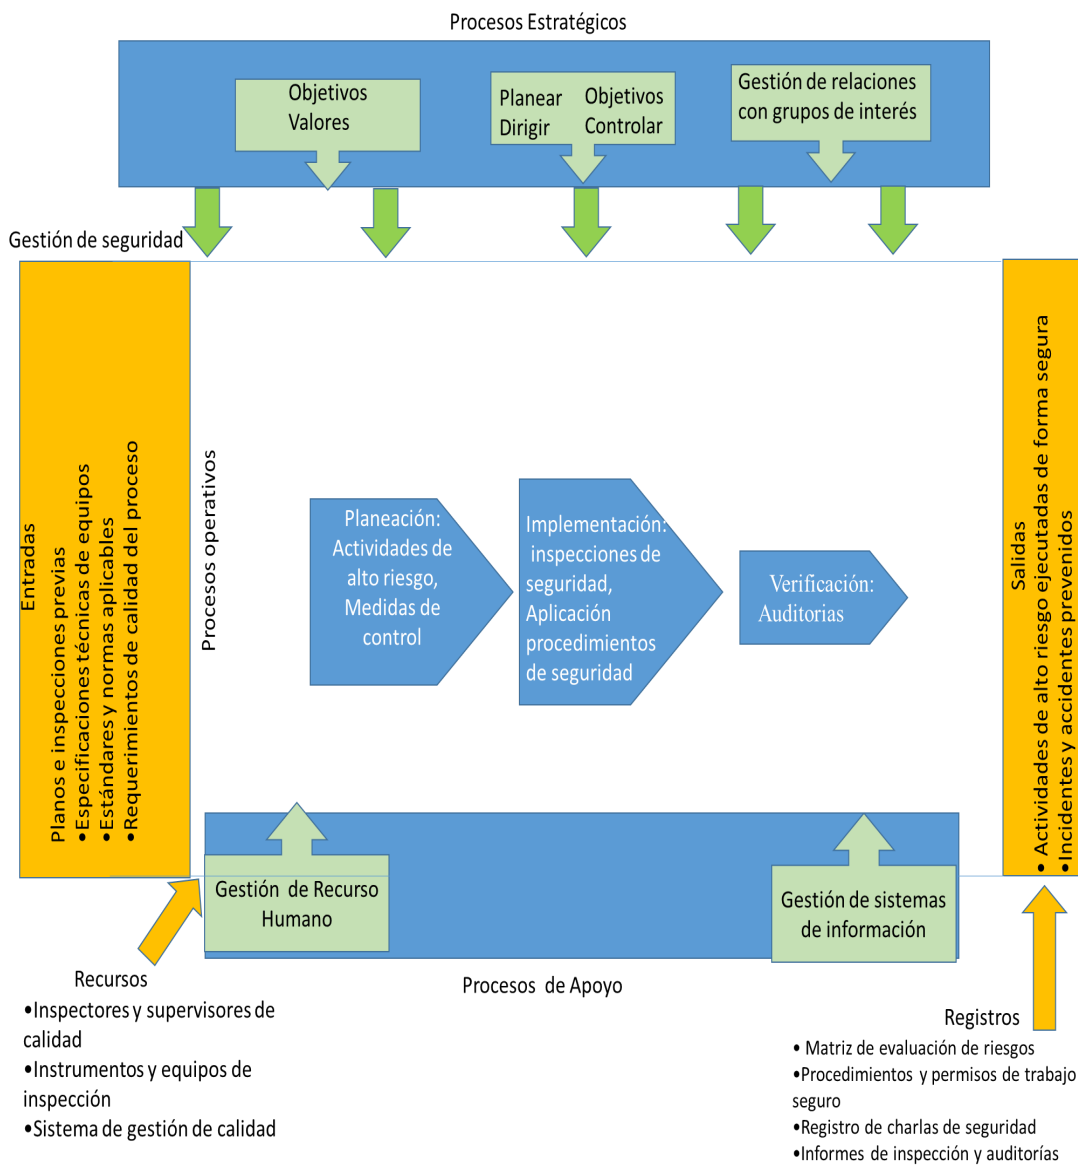 Procesos Estratégicos
Objetivos
Valores
Planear Objetivos
Dirigir Controlar
Gestión de relaciones
con grupos de interés
Gestión de seguridad
Entradas
Planos e inspecciones previas
•Especificaciones técnicas de equipos
•Estándares y normas aplicables
•Requerimientos de calidad del proceso
Procesos operativos
Planeación:
Actividades de
alto riesgo,
Medidas de
control
Implementación:
inspecciones de
seguridad,
Aplicación
procedimientos
de seguridad
Verificación:
Auditorias
Salidas
•Actividades de alto riesgo ejecutadas de forma segura
•Incidentes y accidentes prevenidos
Gestión de Recurso
Humano
Gestión de sistemas
de información
Procesos de Apoyo
Recursos
•Inspectores y supervisores de
calidad
•Instrumentos y equipos de
inspección
•Sistema de gestión de calidad
Registros
• Matriz de evaluación de riesgos
•Procedimientos y permisos de trabajo
seguro
•Registro de charlas de seguridad
•Informes de inspección y auditorías